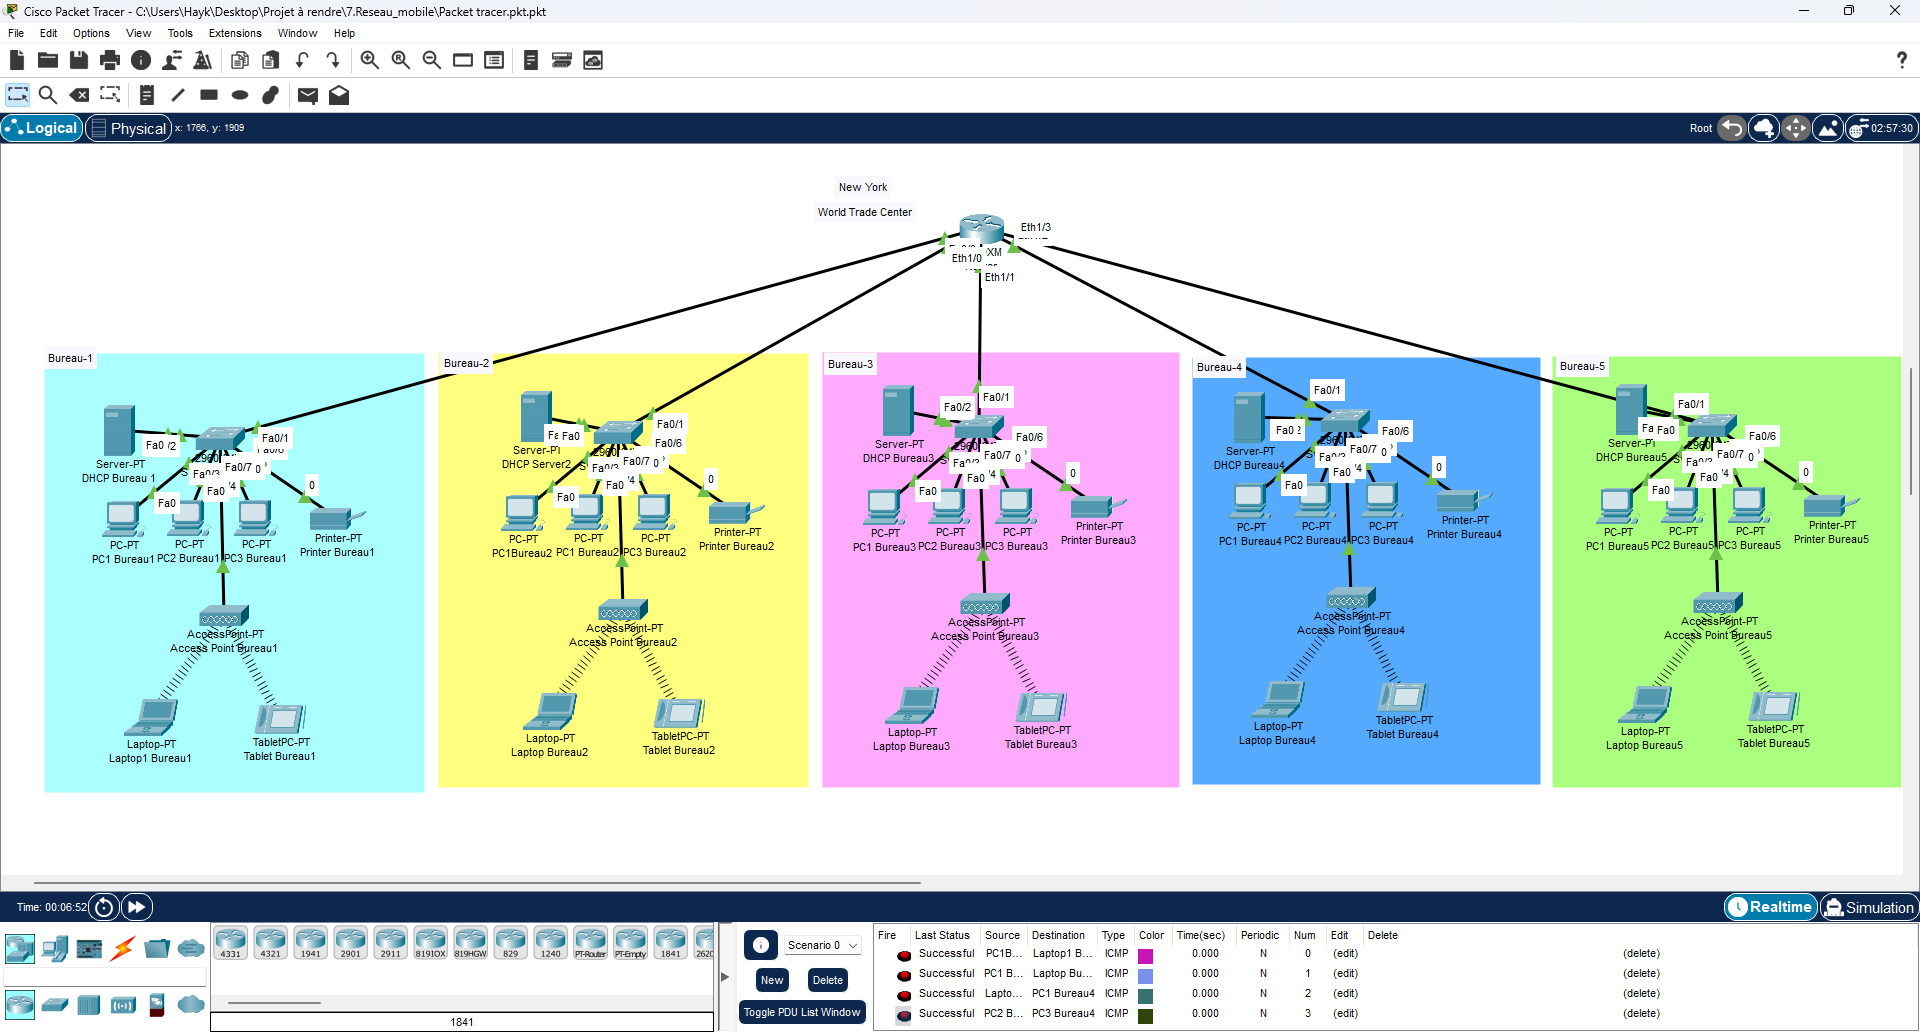 Cisco Packet Tracer - C:\Users\Hayk\Desktop\Projet à rendre\7.Reseau_mobile\Packet tracer.pkt.pkt
File Edit Options View Tools Extensions Window Help
Logical Physical x: 1766, y: 1909
Root 02:57:30
New York
World Trade Center
Eth1/3
Eth1/0
Eth1/1
Bureau-1
Fa0/1
Fa0
Server-PT
DHCP Bureau 1
Fa0/7
0
Fa0
Fa0
0
PC-PT
PC1 Bureau1
PC-PT
PC2 Bureau1
PC-PT
PC3 Bureau1
Printer-PT
Printer Bureau1
AccessPoint-PT
Access Point Bureau1
Laptop-PT
Laptop1 Bureau1
TabletPC-PT
Tablet Bureau1
Bureau-2
Fa0/1
Fa0
Fa0/6
Server-PT
DHCP Server2
Fa0/7
0
Fa0
Fa0
0
PC-PT
PC1Bureau2
PC-PT
PC1 Bureau2
PC-PT
PC3 Bureau2
Printer-PT
Printer Bureau2
AccessPoint-PT
Access Point Bureau2
Laptop-PT
Laptop Bureau2
TabletPC-PT
Tablet Bureau2
Bureau-3
Fa0/1
Fa0/2
Fa0/6
Server-PT
DHCP Bureau3
Fa0/7
0
Fa0
Fa0
0
PC-PT
PC1 Bureau3
PC-PT
PC2 Bureau3
PC-PT
PC3 Bureau3
Printer-PT
Printer Bureau3
AccessPoint-PT
Access Point Bureau3
Laptop-PT
Laptop Bureau3
TabletPC-PT
Tablet Bureau3
Bureau-4
Fa0/1
Fa0
Fa0/6
Server-PT
DHCP Bureau4
Fa0/7
0
Fa0
Fa0
0
PC-PT
PC1 Bureau4
PC-PT
PC2 Bureau4
PC-PT
PC3 Bureau4
Printer-PT
Printer Bureau4
AccessPoint-PT
Access Point Bureau4
Laptop-PT
Laptop Bureau4
TabletPC-PT
Tablet Bureau4
Bureau-5
Fa0/1
Fa0
Fa0/6
Server-PT
DHCP Bureau5
Fa0/7
0
Fa0
Fa0
0
PC-PT
PC1 Bureau5
PC-PT
PC2 Bureau5
PC-PT
PC3 Bureau5
Printer-PT
Printer Bureau5
AccessPoint-PT
Access Point Bureau5
Laptop-PT
Laptop Bureau5
TabletPC-PT
Tablet Bureau5
Time: 00:06:52
Realtime Simulation
4331 4321 1941 2901 2911 819IOX 819HGW 829 1240 PT-Router PT-Empty 1841 2620
1841
Scenario 0
New Delete
Toggle PDU List Window
Fire Last Status Source Destination Type Color Time(sec) Periodic Num Edit Delete
Successful PC1B... Laptop1 B... ICMP 0.000 N 0 (edit) (delete)
Successful PC1 B... Laptop Bu... ICMP 0.000 N 1 (edit) (delete)
Successful Lapto... PC1 Bureau4 ICMP 0.000 N 2 (edit) (delete)
Successful PC2 B... PC3 Bureau4 ICMP 0.000 N 3 (edit) (delete)